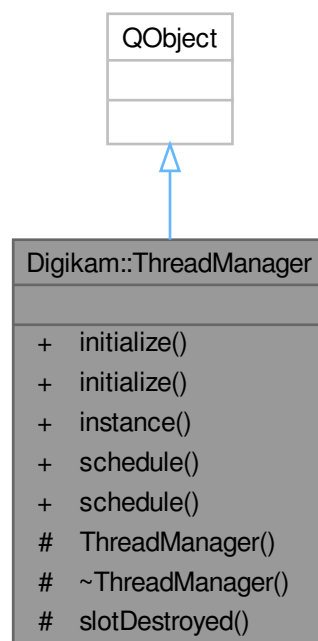 QObject
Digikam::ThreadManager
+ initialize()
+ initialize()
+ instance()
+ schedule()
+ schedule()
# ThreadManager()
# ~ThreadManager()
# slotDestroyed()